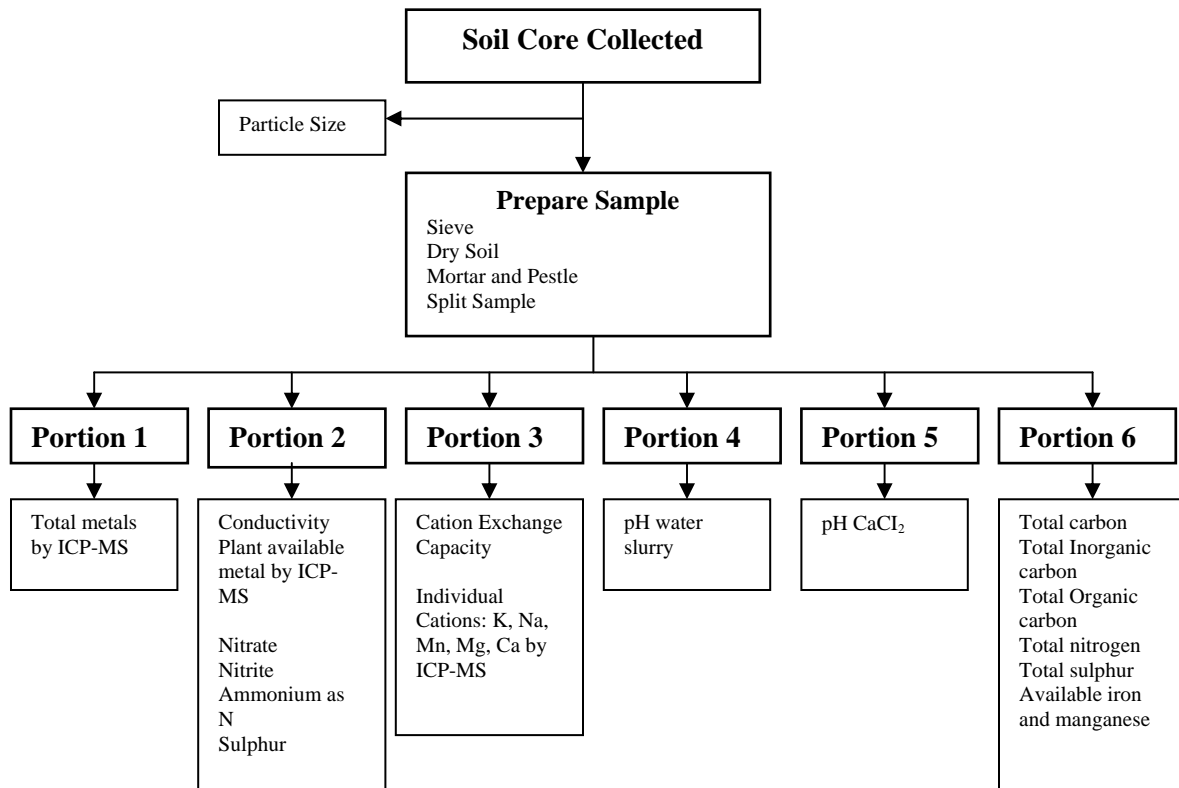 Soil Core Collected
Particle Size
Prepare Sample
Sieve
Dry Soil
Mortar and Pestle
Split Sample
Portion 1
Total metals
by ICP-MS
Portion 2
Conductivity
Plant available
metal by ICP-
MS
Nitrate
Nitrite
Ammonium as
N
Sulphur
Portion 3
Cation Exchange
Capacity
Individual
Cations: K, Na,
Mn, Mg, Ca by
ICP-MS
Portion 4
pH water
slurry
Portion 5
pH CaCI₂
Portion 6
Total carbon
Total Inorganic
carbon
Total Organic
carbon
Total nitrogen
Total sulphur
Available iron
and manganese